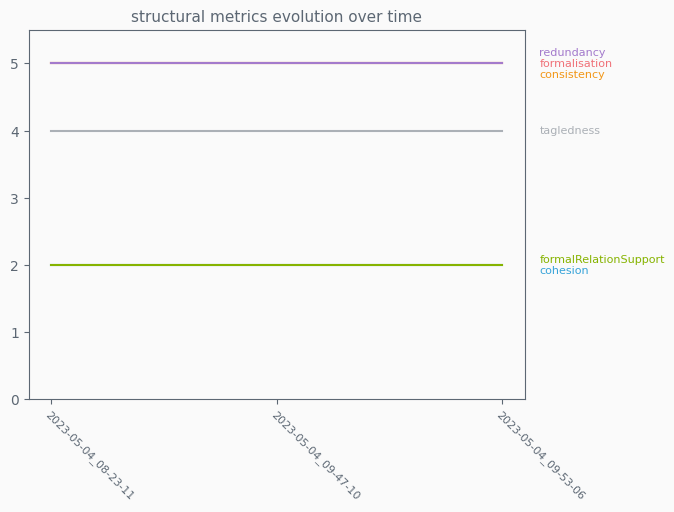 structural metrics evolution over time
5
4
3
2
1
0
redundancy
formalisation
consistency
tagledness
formalRelationSupport
cohesion
2023-05-04_08-23-11
2023-05-04_09-47-10
2023-05-04_09-53-06